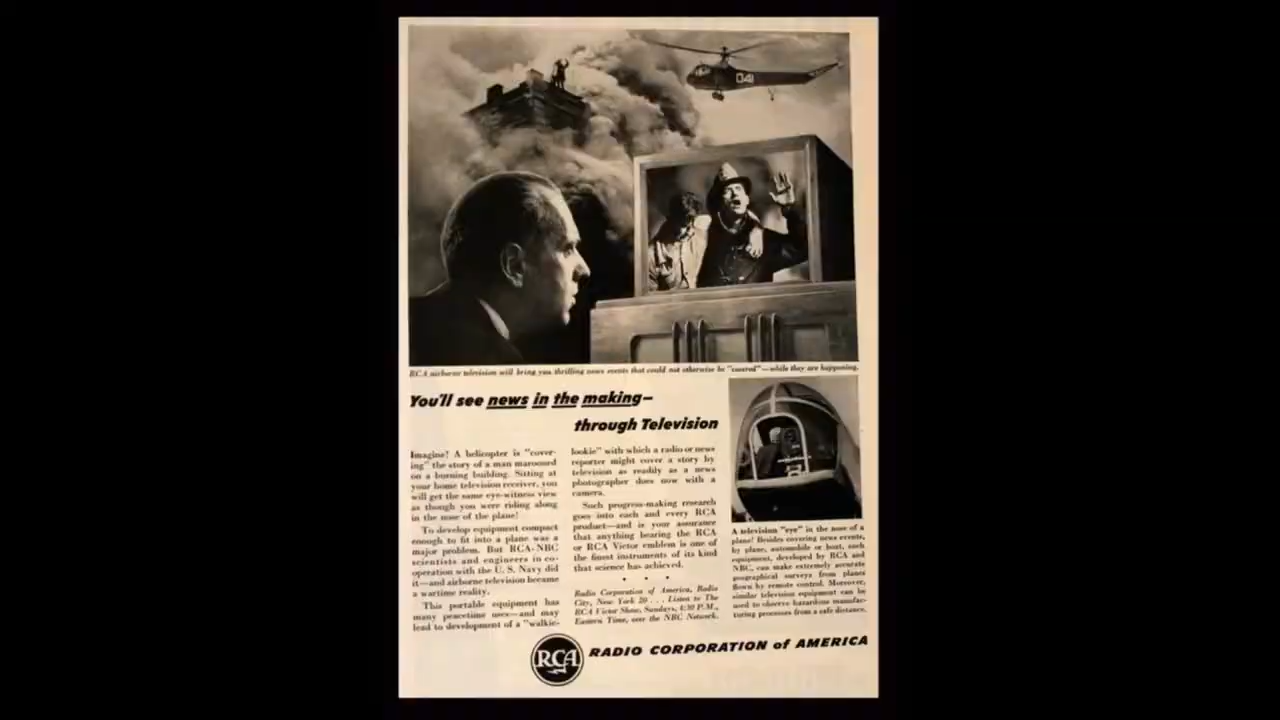 041
RCA airborne television will bring you thrilling news events that could not otherwise be "covered"—while they are happening.
You'll see news in the making—
through Television
Imagine! A helicopter is "cover-
ing" the story of a man marooned
on a burning building. Sitting at
your home television receiver, you
will get the same eye-witness view
as though you were riding along
in the nose of the plane!
To develop equipment compact
enough to fit into a plane was a
major problem. But RCA-NBC
scientists and engineers in co-
operation with the U. S. Navy did
it—and airborne television became
a wartime reality.
This portable equipment has
many peacetime uses—and may
lead to development of a "walkie-
lookie" with which a radio or news
reporter might cover a story by
television as readily as a news
photographer does now with a
camera.
Such progress-making research
goes into each and every RCA
product—and is your assurance
that anything bearing the RCA
or RCA Victor emblem is one of
the finest instruments of its kind
that science has achieved.
• • •
Radio Corporation of America, Radio
City, New York 20 . . . Listen to The
RCA Victor Show, Sundays, 4:30 P.M.,
Eastern Time, over the NBC Network.
A television "eye" in the nose of a
plane! Besides covering news events,
by plane, automobile or boat, such
equipment, developed by RCA and
NBC, can make extremely accurate
geographical surveys from planes
flown by remote control. Moreover,
similar television equipment can be
used to observe hazardous manufac-
turing processes from a safe distance.
RCA
RADIO CORPORATION of AMERICA